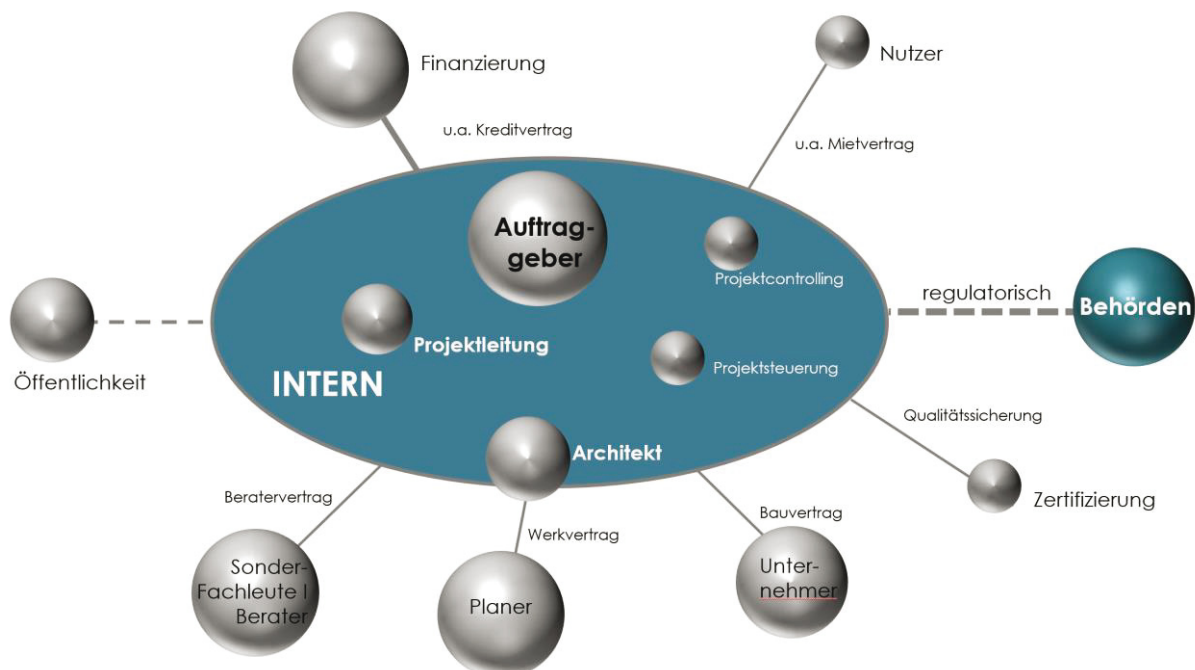 Finanzierung
Nutzer
u.a. Kreditvertrag
u.a. Mietvertrag
Auftrag-
geber
Projektcontrolling
regulatorisch
Behörden
Projektleitung
Projektsteuerung
Öffentlichkeit
INTERN
Qualitätssicherung
Architekt
Beratervertrag
Zertifizierung
Bauvertrag
Werkvertrag
Sonder-
Fachleute I
Berater
Planer
Unter-
nehmer